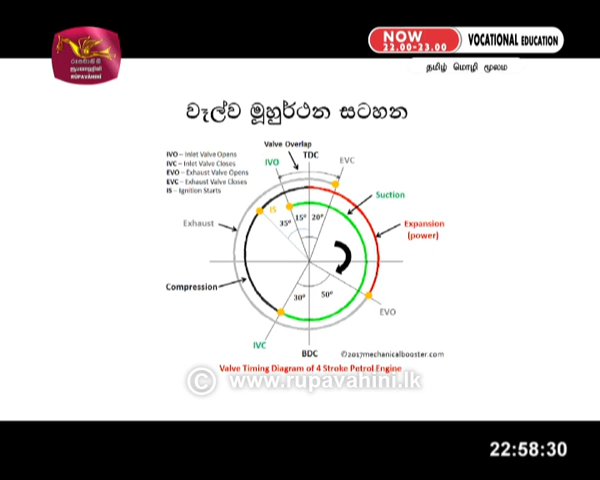 රූපවාහිනී
RUPAVAHINI
NOW
22.00-23.00
VOCATIONAL EDUCATION
தமிழ் மொழி மூலம
වෑල්ව මූහුර්ථන සටහන
Valve Overlap
IVO – Inlet Valve Opens
IVC – Inlet Valve Closes
EVO – Exhaust Valve Opens
EVC – Exhaust Valve Closes
IS – Ignition Starts
IVO
TDC
EVC
Suction
IS
35°
15°
20°
Exhaust
Expansion
(power)
Compression
30°
50°
EVO
IVC
BDC
©2017mechanicalbooster.com
Valve Timing Diagram of 4 Stroke Petrol Engine
© www.rupavahini.lk
22:58:30